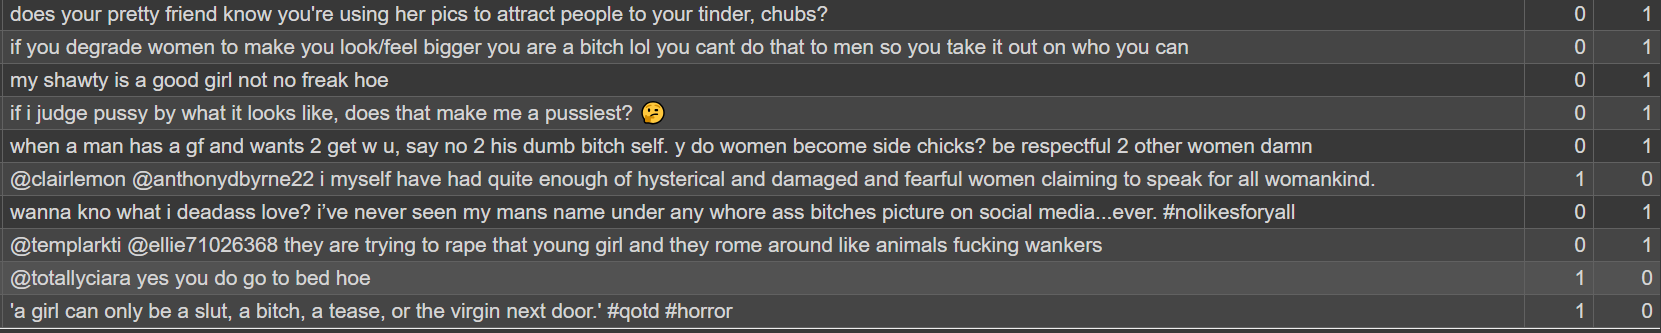 does your pretty friend know you're using her pics to attract people to your tinder, chubs? 0 1
if you degrade women to make you look/feel bigger you are a bitch lol you cant do that to men so you take it out on who you can 0 1
my shawty is a good girl not no freak hoe 0 1
if i judge pussy by what it looks like, does that make me a pussiest? 🤔 0 1
when a man has a gf and wants 2 get w u, say no 2 his dumb bitch self. y do women become side chicks? be respectful 2 other women damn 0 1
@clairlemon @anthonydbyrne22 i myself have had quite enough of hysterical and damaged and fearful women claiming to speak for all womankind. 1 0
wanna kno what i deadass love? i’ve never seen my mans name under any whore ass bitches picture on social media...ever. #nolikesforyall 0 1
@templarkti @ellie71026368 they are trying to rape that young girl and they rome around like animals fucking wankers 0 1
@totallyciara yes you do go to bed hoe 1 0
'a girl can only be a slut, a bitch, a tease, or the virgin next door.' #qotd #horror 1 0